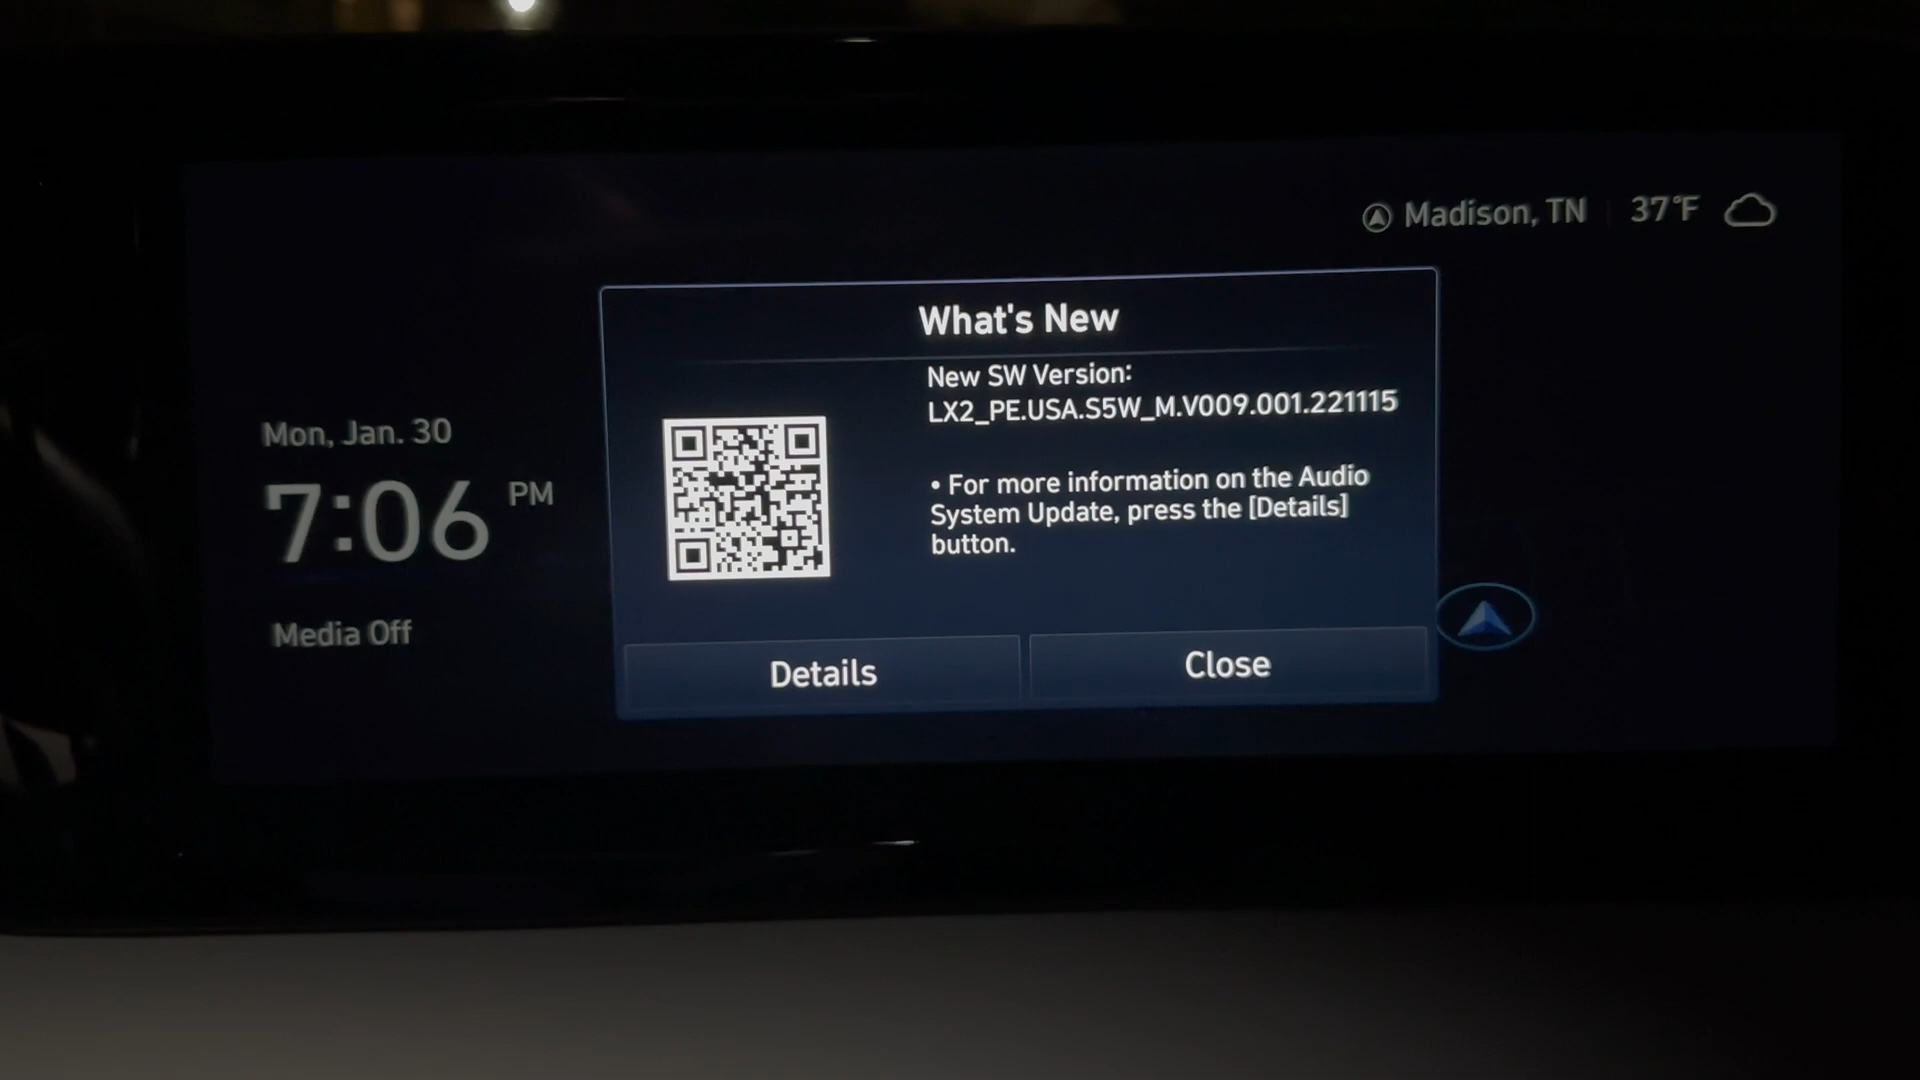 Madison, TN 37°F
What's New
New SW Version:
LX2_PE.USA.S5W_M.V009.001.221115
• For more information on the Audio
System Update, press the [Details]
button.
Mon, Jan. 30
7:06 PM
Media Off
Details
Close